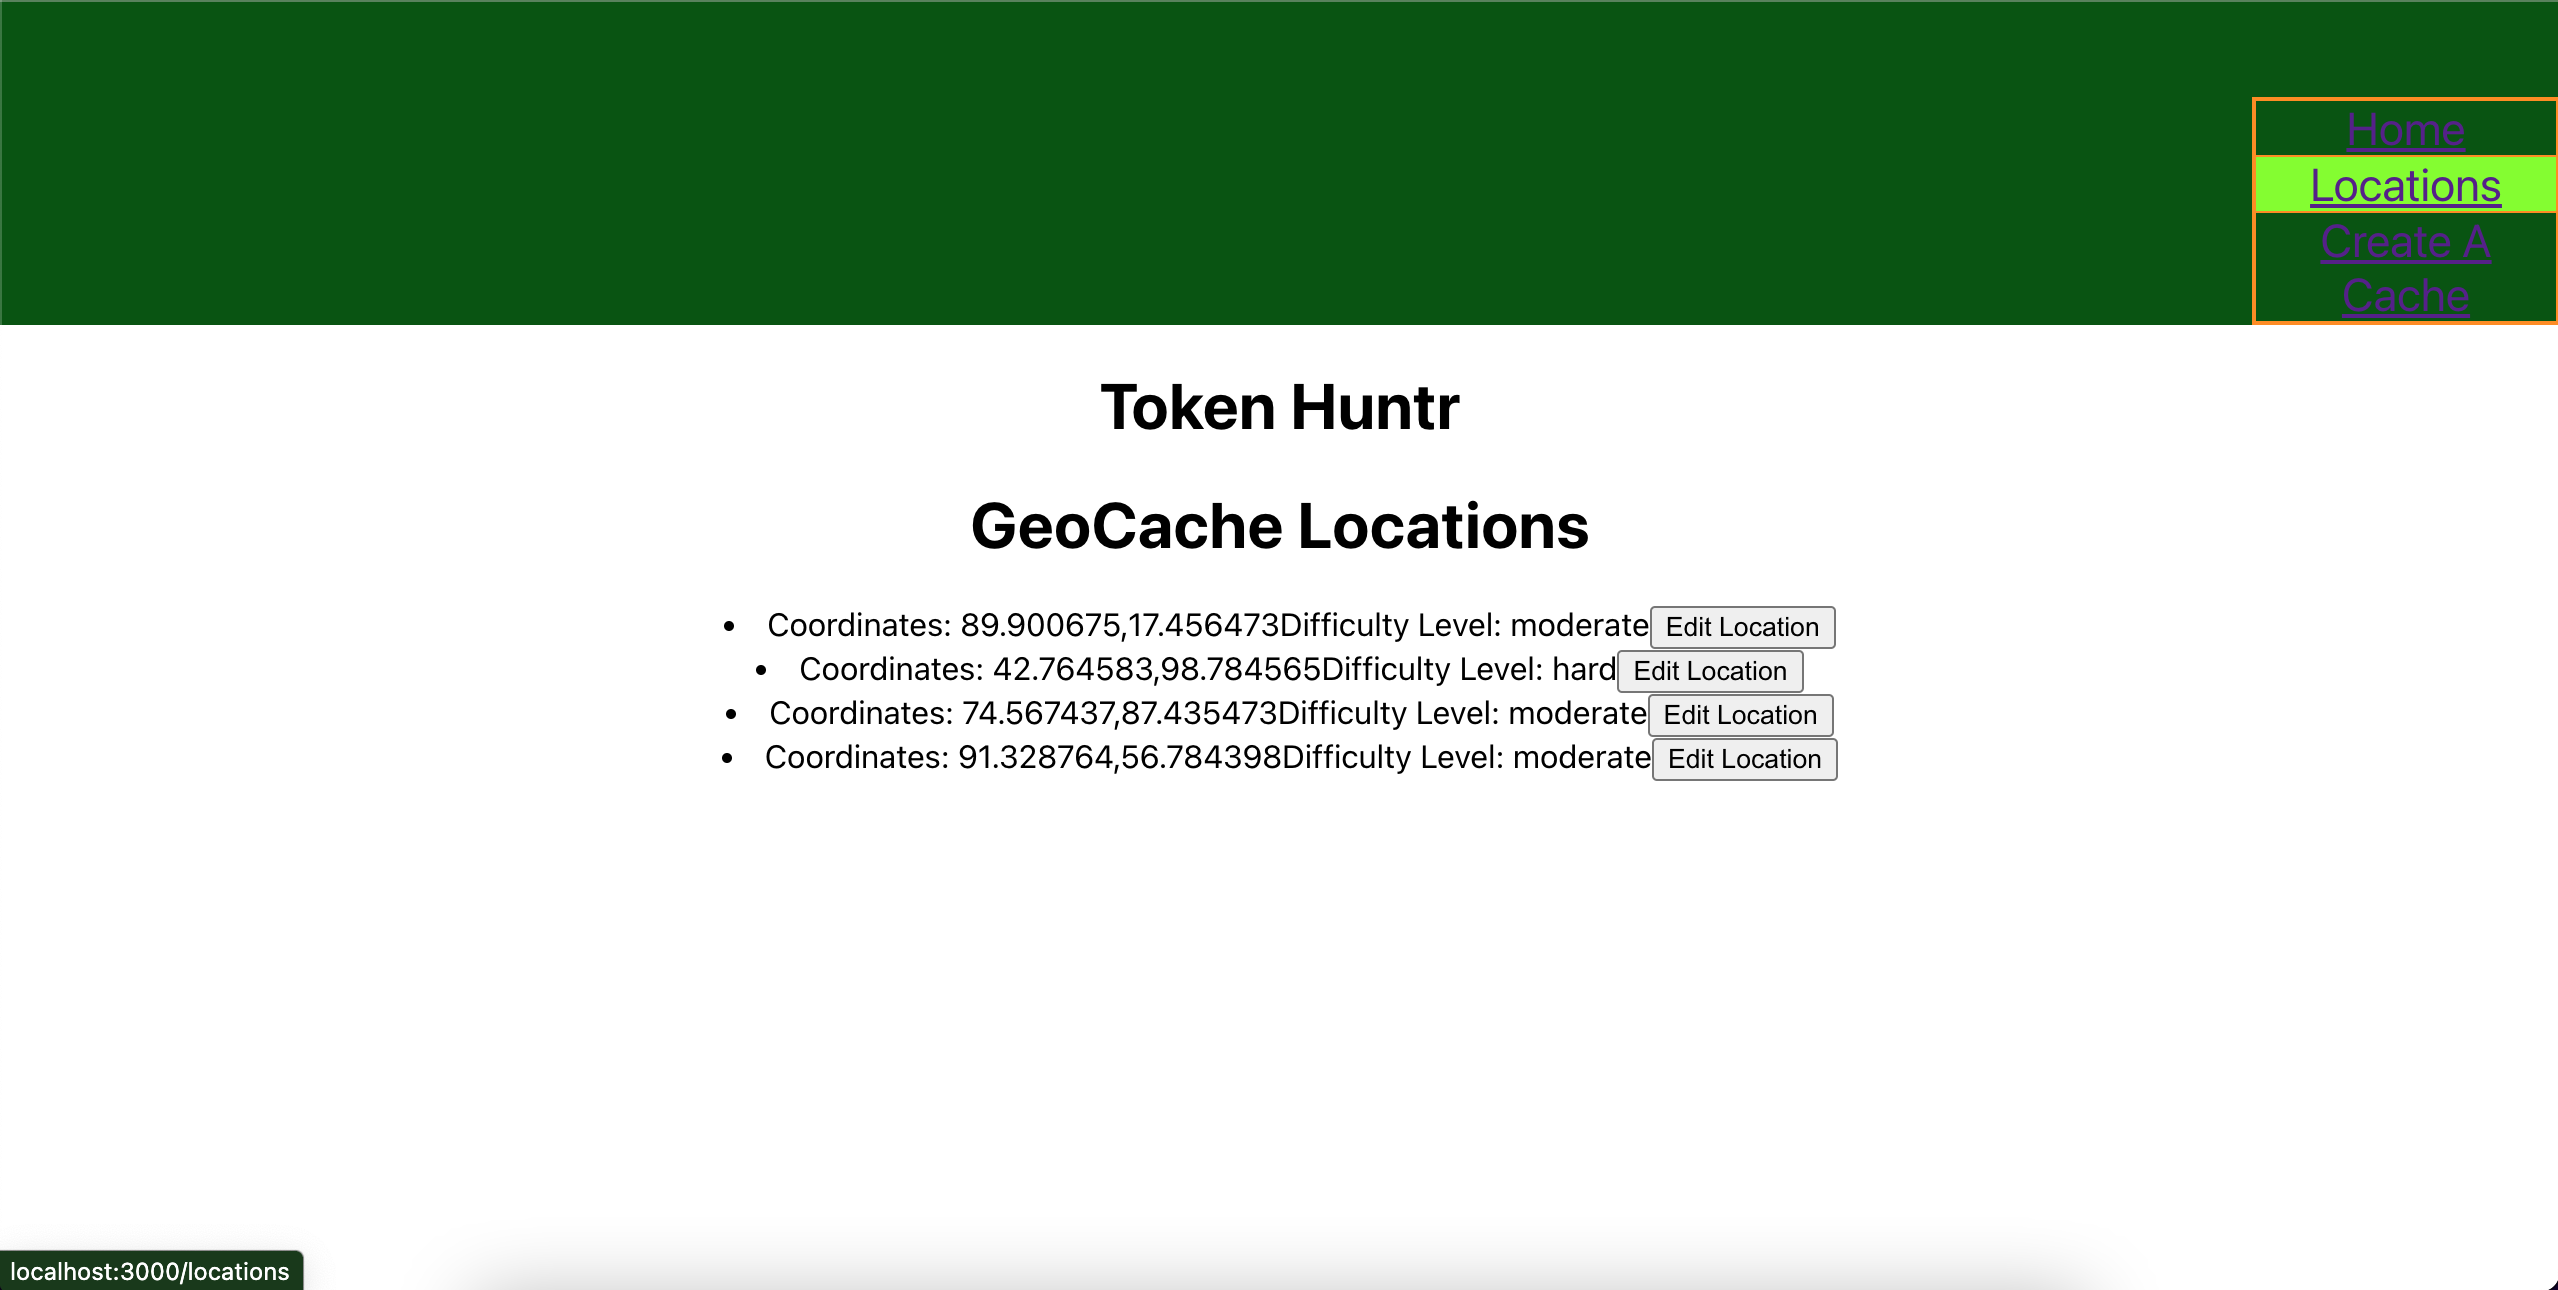 Home
Locations
Create A
Cache
Token Huntr
GeoCache Locations
Coordinates: 89.900675,17.456473Difficulty Level: moderate Edit Location
Coordinates: 42.764583,98.784565Difficulty Level: hard Edit Location
Coordinates: 74.567437,87.435473Difficulty Level: moderate Edit Location
Coordinates: 91.328764,56.784398Difficulty Level: moderate Edit Location
localhost:3000/locations